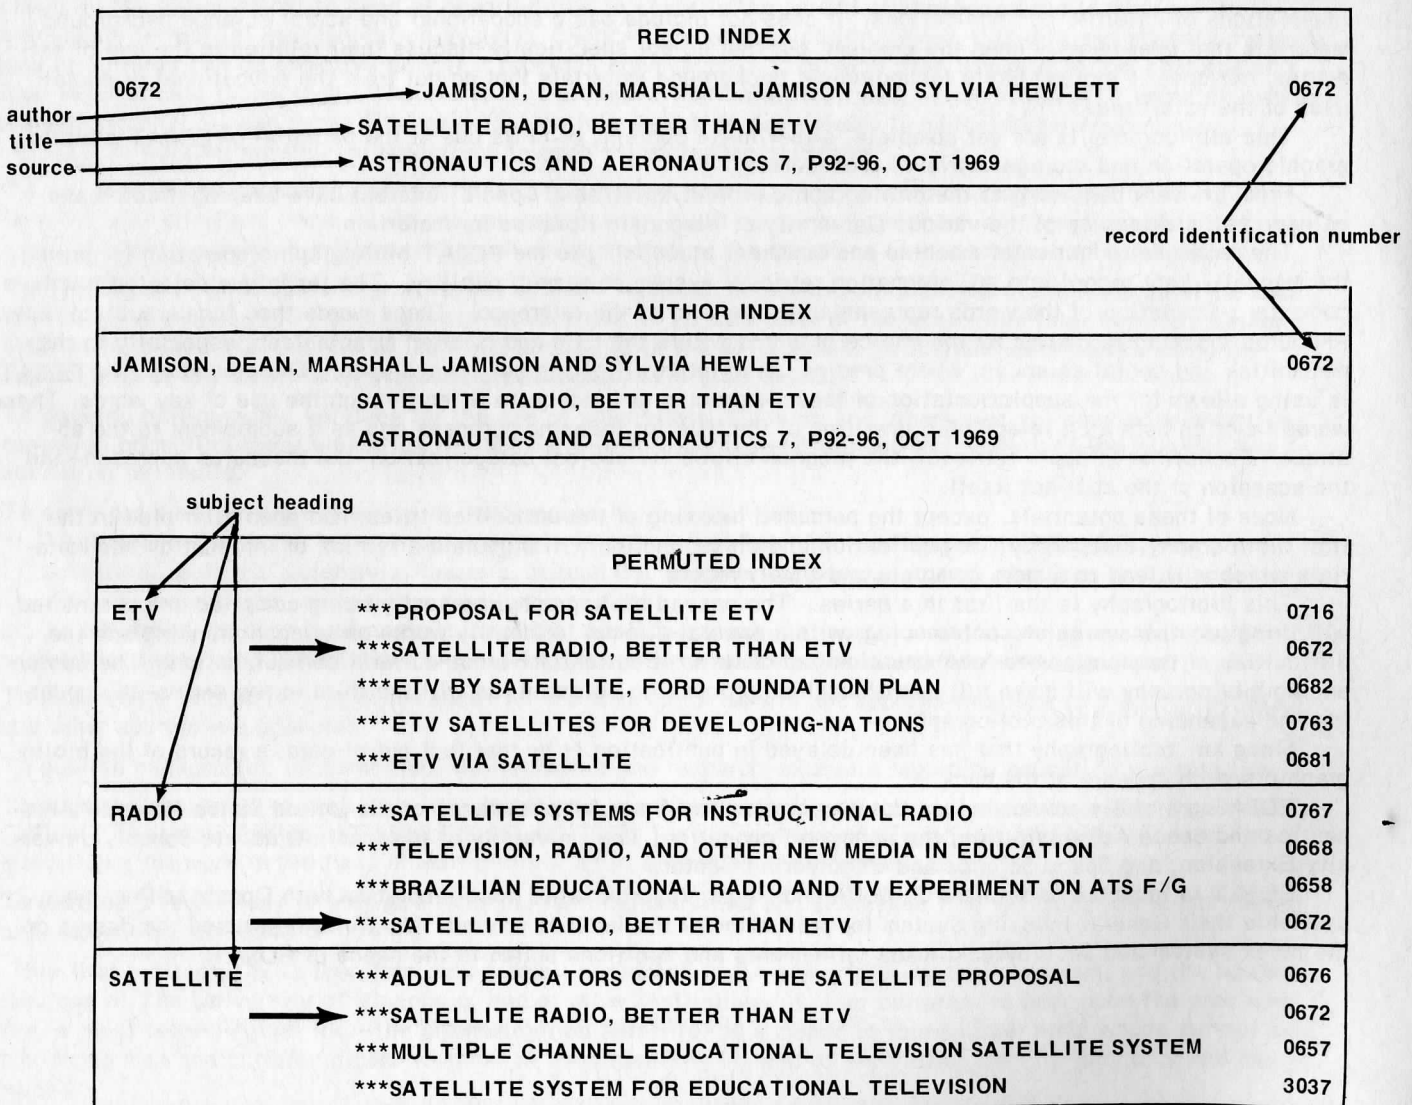 RECID INDEX
0672 JAMISON, DEAN, MARSHALL JAMISON AND SYLVIA HEWLETT 0672
author
title SATELLITE RADIO, BETTER THAN ETV
source ASTRONAUTICS AND AERONAUTICS 7, P92-96, OCT 1969
record identification number
AUTHOR INDEX
JAMISON, DEAN, MARSHALL JAMISON AND SYLVIA HEWLETT 0672
SATELLITE RADIO, BETTER THAN ETV
ASTRONAUTICS AND AERONAUTICS 7, P92-96, OCT 1969
subject heading
PERMUTED INDEX
ETV ***PROPOSAL FOR SATELLITE ETV 0716
***SATELLITE RADIO, BETTER THAN ETV 0672
***ETV BY SATELLITE, FORD FOUNDATION PLAN 0682
***ETV SATELLITES FOR DEVELOPING-NATIONS 0763
***ETV VIA SATELLITE 0681
RADIO ***SATELLITE SYSTEMS FOR INSTRUCTIONAL RADIO 0767
***TELEVISION, RADIO, AND OTHER NEW MEDIA IN EDUCATION 0668
***BRAZILIAN EDUCATIONAL RADIO AND TV EXPERIMENT ON ATS F/G 0658
***SATELLITE RADIO, BETTER THAN ETV 0672
SATELLITE ***ADULT EDUCATORS CONSIDER THE SATELLITE PROPOSAL 0676
***SATELLITE RADIO, BETTER THAN ETV 0672
***MULTIPLE CHANNEL EDUCATIONAL TELEVISION SATELLITE SYSTEM 0657
***SATELLITE SYSTEM FOR EDUCATIONAL TELEVISION 3037